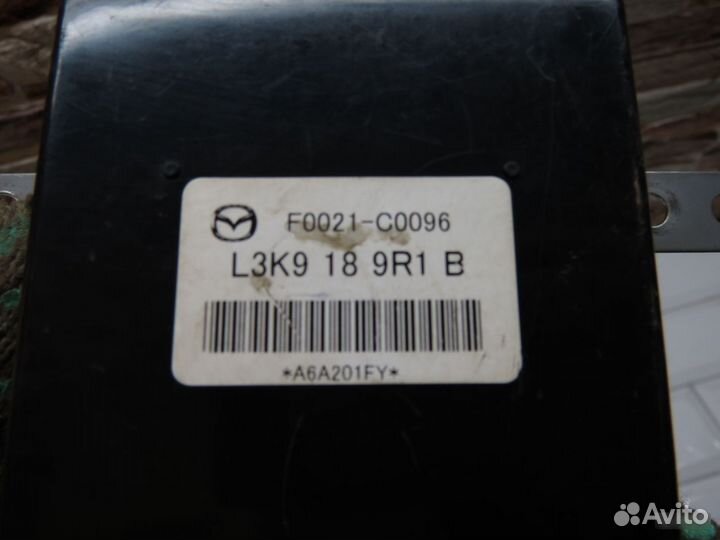 F0021-C0096
L3K9 18 9R1 B
*A6A201FY*
Avito